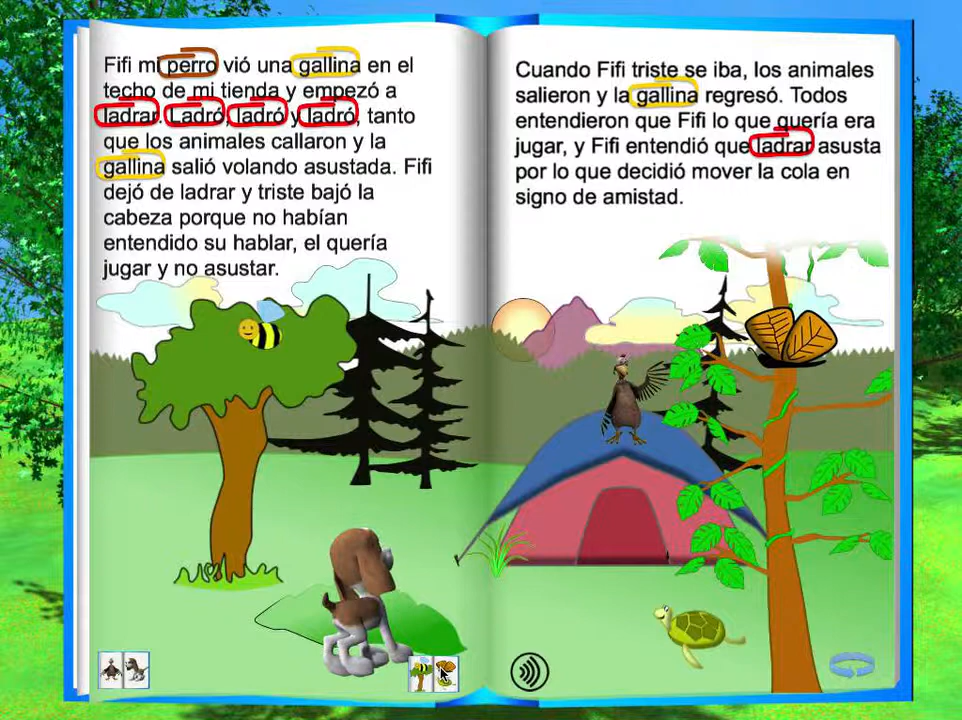 Fifi mi perro vió una gallina en el
techo de mi tienda y empezó a
ladrar. Ladró, ladró y ladró, tanto
que los animales callaron y la
gallina salió volando asustada. Fifi
dejó de ladrar y triste bajó la
cabeza porque no habían
entendido su hablar, el quería
jugar y no asustar.
Cuando Fifi triste se iba, los animales
salieron y la gallina regresó. Todos
entendieron que Fifi lo que quería era
jugar, y Fifi entendió que ladrar asusta
por lo que decidió mover la cola en
signo de amistad.